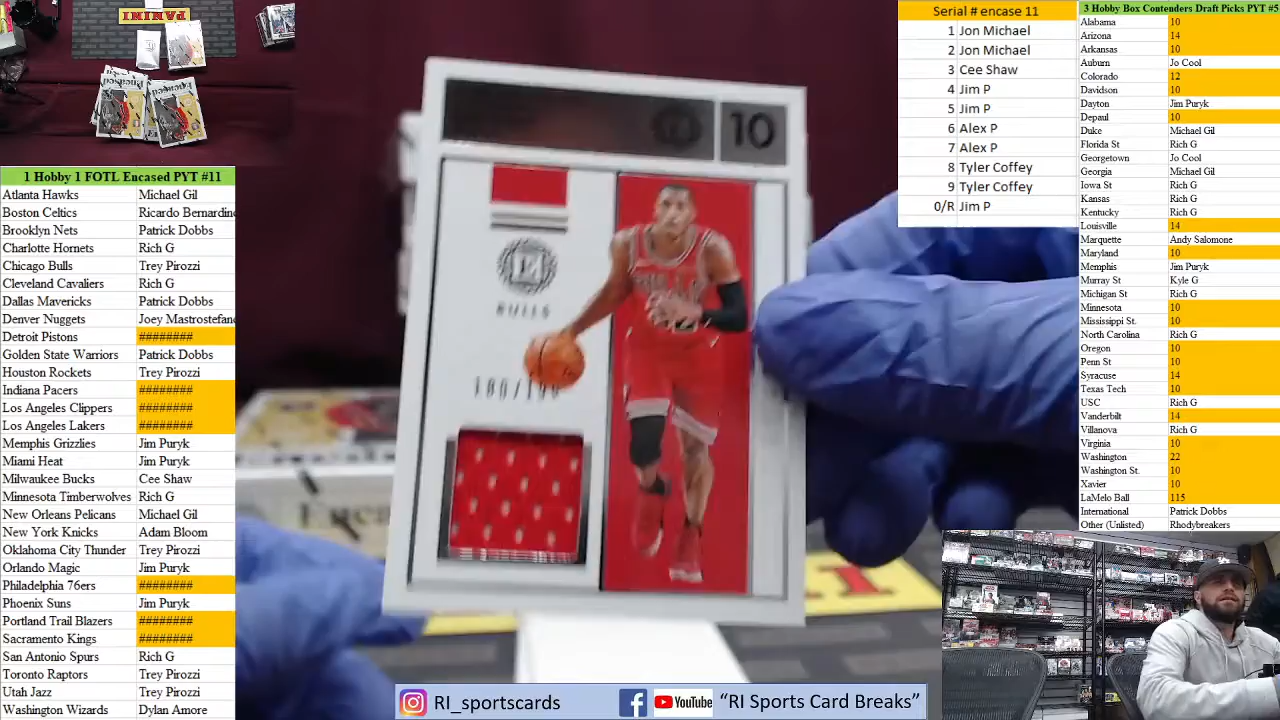 PANINI
Serial # encase 11
1 Jon Michael
2 Jon Michael
3 Cee Shaw
4 Jim P
5 Jim P
6 Alex P
7 Alex P
8 Tyler Coffey
9 Tyler Coffey
0/R Jim P
3 Hobby Box Contenders Draft Picks PYT #5
Alabama 10
Arizona 14
Arkansas 10
Auburn Jo Cool
Colorado 12
Davidson 10
Dayton Jim Puryk
Depaul 10
Duke Michael Gil
Florida St Rich G
Georgetown Jo Cool
Georgia Michael Gil
Iowa St Rich G
Kansas Rich G
Kentucky Rich G
Louisville 14
Marquette Andy Salomone
Maryland 10
Memphis Jim Puryk
Murray St Kyle G
Michigan St Rich G
Minnesota 10
Mississipi St. 10
North Carolina Rich G
Oregon 10
Penn St 10
Syracuse 14
Texas Tech 10
USC Rich G
Vanderbilt 14
Villanova Rich G
Virginia 10
Washington 22
Washington St. 10
Xavier 10
LaMelo Ball 115
International Patrick Dobbs
Other (Unlisted) Rhodybreakers
1 Hobby 1 FOTL Encased PYT #11
Atlanta Hawks Michael Gil
Boston Celtics Ricardo Bernardino
Brooklyn Nets Patrick Dobbs
Charlotte Hornets Rich G
Chicago Bulls Trey Pirozzi
Cleveland Cavaliers Rich G
Dallas Mavericks Patrick Dobbs
Denver Nuggets Joey Mastrostefano
Detroit Pistons ########
Golden State Warriors Patrick Dobbs
Houston Rockets Trey Pirozzi
Indiana Pacers ########
Los Angeles Clippers ########
Los Angeles Lakers ########
Memphis Grizzlies Jim Puryk
Miami Heat Jim Puryk
Milwaukee Bucks Cee Shaw
Minnesota Timberwolves Rich G
New Orleans Pelicans Michael Gil
New York Knicks Adam Bloom
Oklahoma City Thunder Trey Pirozzi
Orlando Magic Jim Puryk
Philadelphia 76ers ########
Phoenix Suns Jim Puryk
Portland Trail Blazers ########
Sacramento Kings ########
San Antonio Spurs Rich G
Toronto Raptors Trey Pirozzi
Utah Jazz Trey Pirozzi
Washington Wizards Dylan Amore
10
E
BULLS
100/100
RI_sportscards
YouTube "RI Sports Card Breaks"